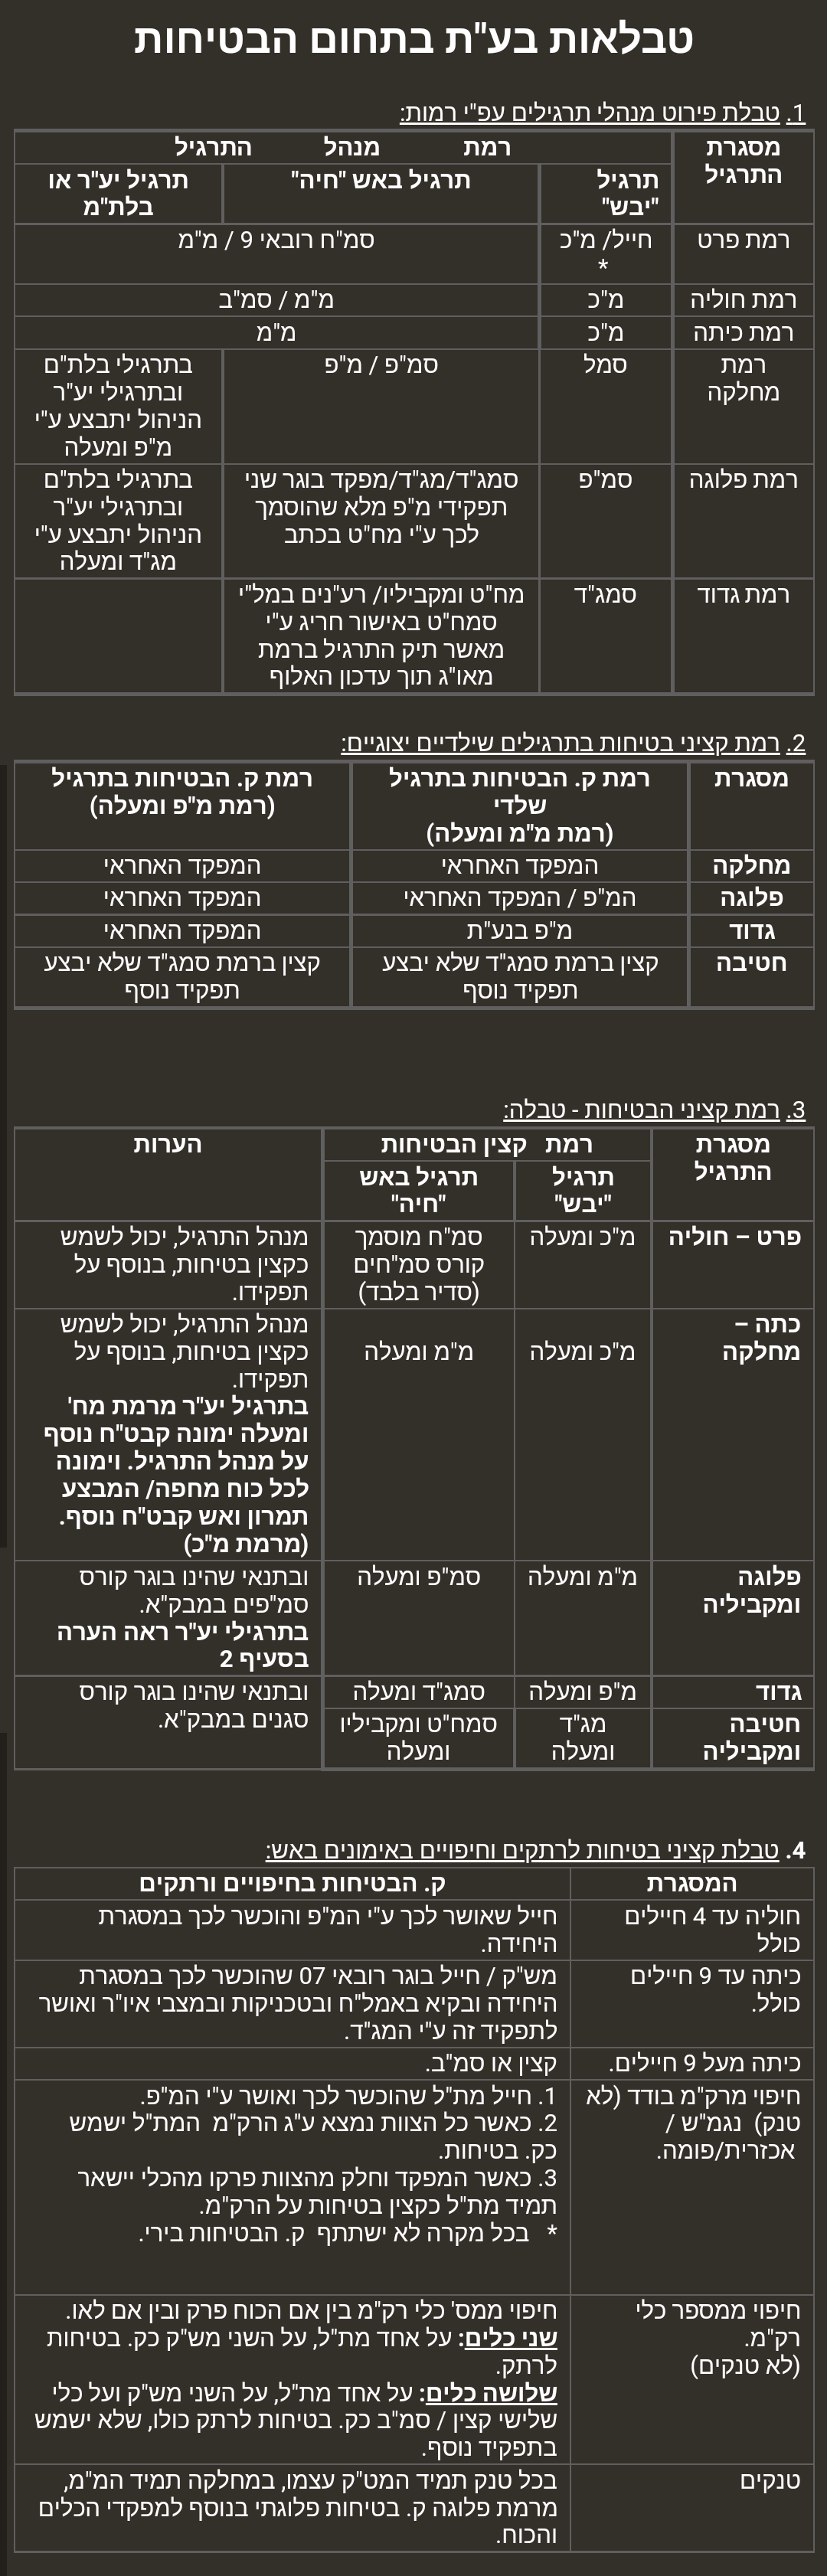 טבלאות בע"ת בתחום הבטיחות
1. טבלת פירוט מנהלי תרגילים עפ"י רמות:
מסגרת
התרגיל
רמת מנהל התרגיל
תרגיל
"יבש"
תרגיל באש "חיה"
תרגיל יע"ר או
בלת"מ
רמת פרט
חייל/ מ"כ
*
סמ"ח רובאי 9 / מ"מ
רמת חוליה
מ"כ
מ"מ / סמ"ב
רמת כיתה
מ"כ
מ"מ
רמת
מחלקה
סמל
סמ"פ / מ"פ
בתרגילי בלת"ם
ובתרגילי יע"ר
הניהול יתבצע ע"י
מ"פ ומעלה
רמת פלוגה
סמ"פ
סמג"ד/מג"ד/מפקד בוגר שני
תפקידי מ"פ מלא שהוסמך
לכך ע"י מח"ט בכתב
בתרגילי בלת"ם
ובתרגילי יע"ר
הניהול יתבצע ע"י
מג"ד ומעלה
רמת גדוד
סמג"ד
מח"ט ומקביליו/ רע"נים במל"י
סמח"ט באישור חריג ע"י
מאשר תיק התרגיל ברמת
מאו"ג תוך עדכון האלוף
2. רמת קציני בטיחות בתרגילים שילדיים יצוגיים:
מסגרת
רמת ק. הבטיחות בתרגיל
שלדי
(רמת מ"מ ומעלה)
רמת ק. הבטיחות בתרגיל
(רמת מ"פ ומעלה)
מחלקה
המפקד האחראי
המפקד האחראי
פלוגה
המ"פ / המפקד האחראי
המפקד האחראי
גדוד
מ"פ בנע"ת
המפקד האחראי
חטיבה
קצין ברמת סמג"ד שלא יבצע
תפקיד נוסף
קצין ברמת סמג"ד שלא יבצע
תפקיד נוסף
3. רמת קציני הבטיחות - טבלה:
מסגרת
התרגיל
רמת קצין הבטיחות
הערות
תרגיל
"יבש"
תרגיל באש
"חיה"
פרט – חוליה
מ"כ ומעלה
סמ"ח מוסמך
קורס סמ"חים
(סדיר בלבד)
מנהל התרגיל, יכול לשמש
כקצין בטיחות, בנוסף על
תפקידו.
כתה –
מחלקה
מ"כ ומעלה
מ"מ ומעלה
מנהל התרגיל, יכול לשמש
כקצין בטיחות, בנוסף על
תפקידו.
בתרגיל יע"ר מרמת מח'
ומעלה ימונה קבט"ח נוסף
על מנהל התרגיל. וימונה
לכל כוח מחפה/ המבצע
תמרון ואש קבט"ח נוסף.
(מרמת מ"כ)
פלוגה
ומקביליה
מ"מ ומעלה
סמ"פ ומעלה
ובתנאי שהינו בוגר קורס
סמ"פים במבק"א.
בתרגילי יע"ר ראה הערה
בסעיף 2
גדוד
מ"פ ומעלה
סמג"ד ומעלה
ובתנאי שהינו בוגר קורס
סגנים במבק"א.
חטיבה
ומקביליה
מג"ד
ומעלה
סמח"ט ומקביליו
ומעלה
4. טבלת קציני בטיחות לרתקים וחיפויים באימונים באש:
המסגרת
ק. הבטיחות בחיפויים ורתקים
חוליה עד 4 חיילים
כולל
חייל שאושר לכך ע"י המ"פ והוכשר לכך במסגרת
היחידה.
כיתה עד 9 חיילים
כולל.
מש"ק / חייל בוגר רובאי 07 שהוכשר לכך במסגרת
היחידה ובקיא באמל"ח ובטכניקות ובמצבי איו"ר ואושר
לתפקיד זה ע"י המג"ד.
כיתה מעל 9 חיילים.
קצין או סמ"ב.
חיפוי מרק"מ בודד (לא
טנק) נגמ"ש /
אכזרית/פומה.
1. חייל מת"ל שהוכשר לכך ואושר ע"י המ"פ.
2. כאשר כל הצוות נמצא ע"ג הרק"מ המת"ל ישמש
כק. בטיחות.
3. כאשר המפקד וחלק מהצוות פרקו מהכלי יישאר
תמיד מת"ל כקצין בטיחות על הרק"מ.
* בכל מקרה לא ישתתף ק. הבטיחות בירי.
חיפוי ממספר כלי
רק"מ.
(לא טנקים)
חיפוי ממס' כלי רק"מ בין אם הכוח פרק ובין אם לאו.
שני כלים: על אחד מת"ל, על השני מש"ק כק. בטיחות
לרתק.
שלושה כלים: על אחד מת"ל, על השני מש"ק ועל כלי
שלישי קצין / סמ"ב כק. בטיחות לרתק כולו, שלא ישמש
בתפקיד נוסף.
טנקים
בכל טנק תמיד המט"ק עצמו, במחלקה תמיד המ"מ,
מרמת פלוגה ק. בטיחות פלוגתי בנוסף למפקדי הכלים
והכוח.